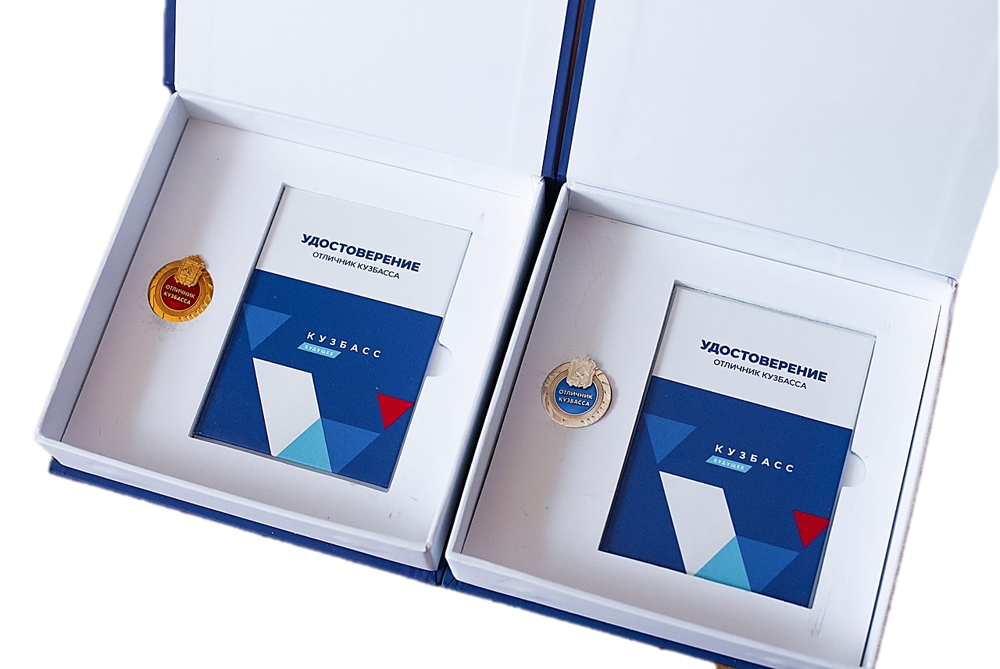 УДОСТОВЕРЕНИЕ
ОТЛИЧНИК КУЗБАССА
ОТЛИЧНИК
КУЗБАССА
КУЗБАСС
БУДУЩЕЕ
УДОСТОВЕРЕНИЕ
ОТЛИЧНИК КУЗБАССА
ОТЛИЧНИК
КУЗБАССА
КУЗБАСС
БУДУЩЕЕ